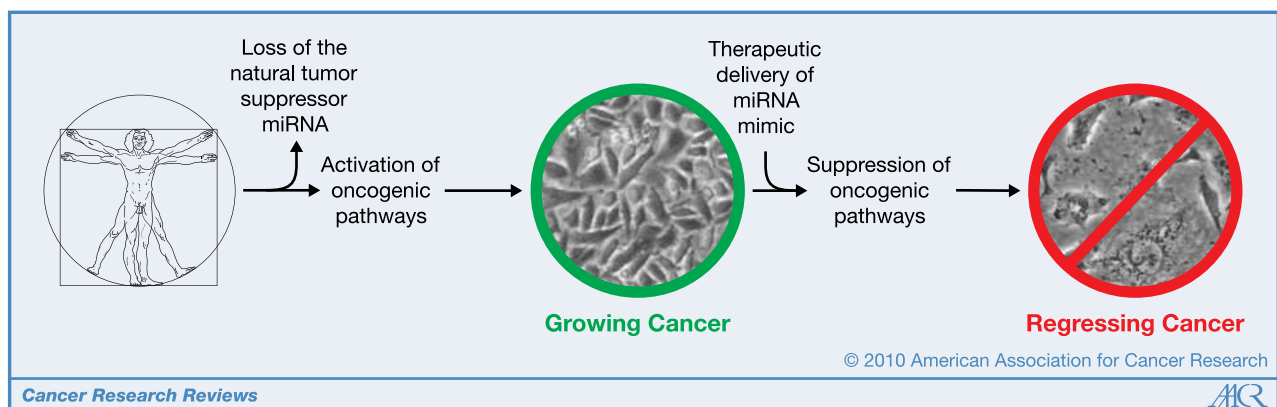 Loss of the
natural tumor
suppressor
miRNA
Activation of
oncogenic
pathways
Growing Cancer
Therapeutic
delivery of
miRNA
mimic
Suppression of
oncogenic
pathways
Regressing Cancer
© 2010 American Association for Cancer Research
Cancer Research Reviews
AACR